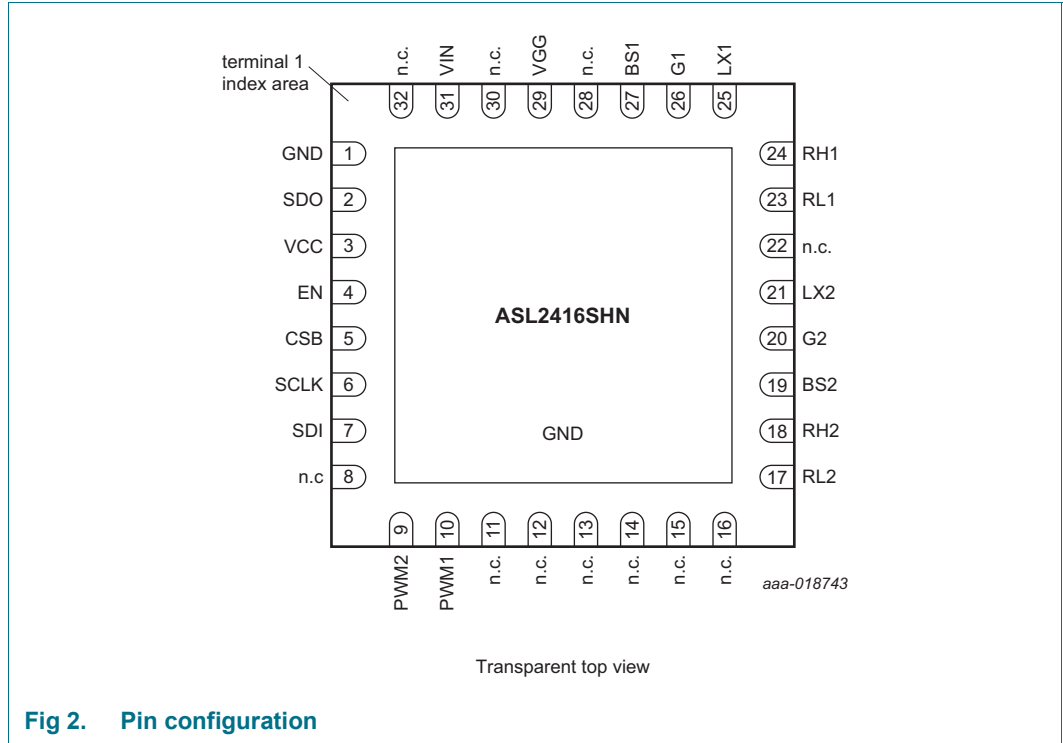 terminal 1
index area
n.c.
VIN
n.c.
VGG
n.c.
BS1
G1
LX1
32
31
30
29
28
27
26
25
GND 1
SDO 2
VCC 3
EN 4
CSB 5
SCLK 6
SDI 7
n.c 8
24 RH1
23 RL1
22 n.c.
21 LX2
20 G2
19 BS2
18 RH2
17 RL2
ASL2416SHN
GND
9
10
11
12
13
14
15
16
PWM2
PWM1
n.c.
n.c.
n.c.
n.c.
n.c.
n.c.
aaa-018743
Transparent top view
Fig 2. Pin configuration